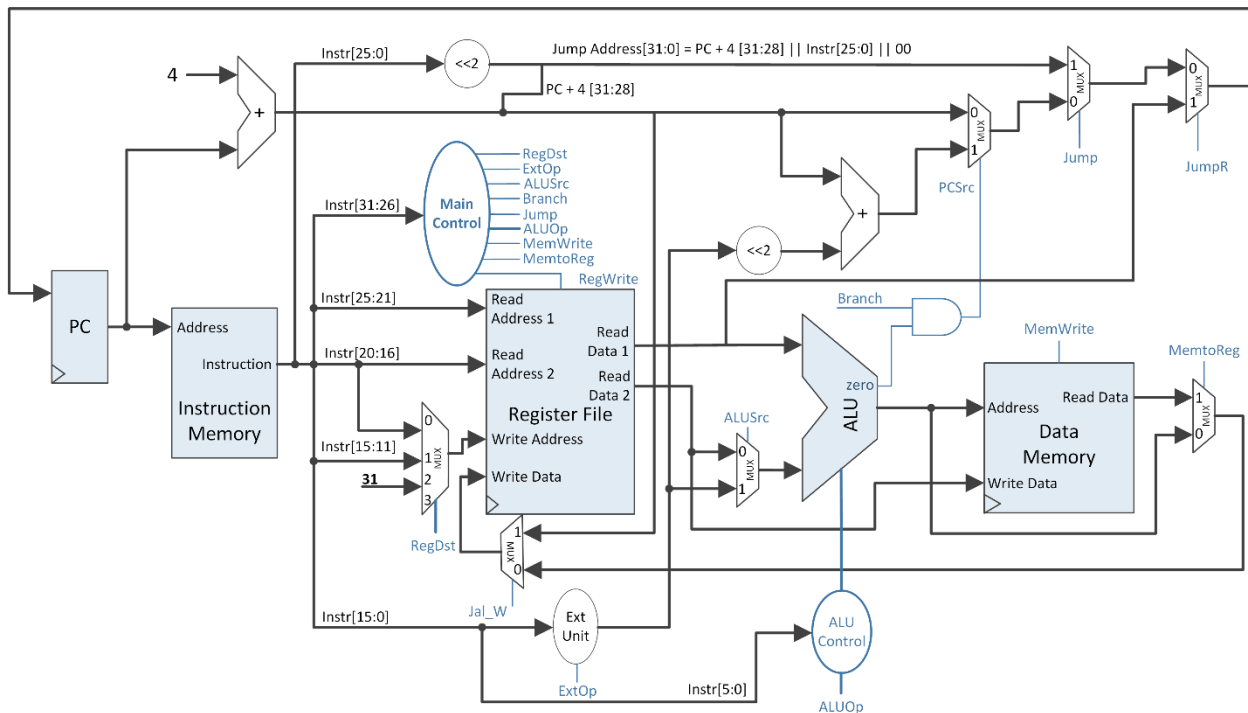 Instr[25:0]
<<2
Jump Address[31:0] = PC + 4 [31:28] || Instr[25:0] || 00
4
+
PC + 4 [31:28]
0
1
MUX
PCSrc
1
0
MUX
Jump
0
1
MUX
JumpR
Instr[31:26]
Main
Control
RegDst
ExtOp
ALUSrc
Branch
Jump
ALUOp
MemWrite
MemtoReg
RegWrite
+
<<2
PC
Address
Instruction
Instruction
Memory
Instr[25:21]
Instr[20:16]
Instr[15:11]
31
0
1
2
3
MUX
RegDst
Read
Address 1
Read
Address 2
Read
Data 1
Read
Data 2
Register File
Write Address
Write Data
1
0
MUX
Jal_W
ALUSrc
0
1
MUX
Branch
zero
ALU
MemWrite
Address
Read Data
Data
Memory
Write Data
MemtoReg
1
0
MUX
Instr[15:0]
Ext
Unit
ExtOp
Instr[5:0]
ALU
Control
ALUOp